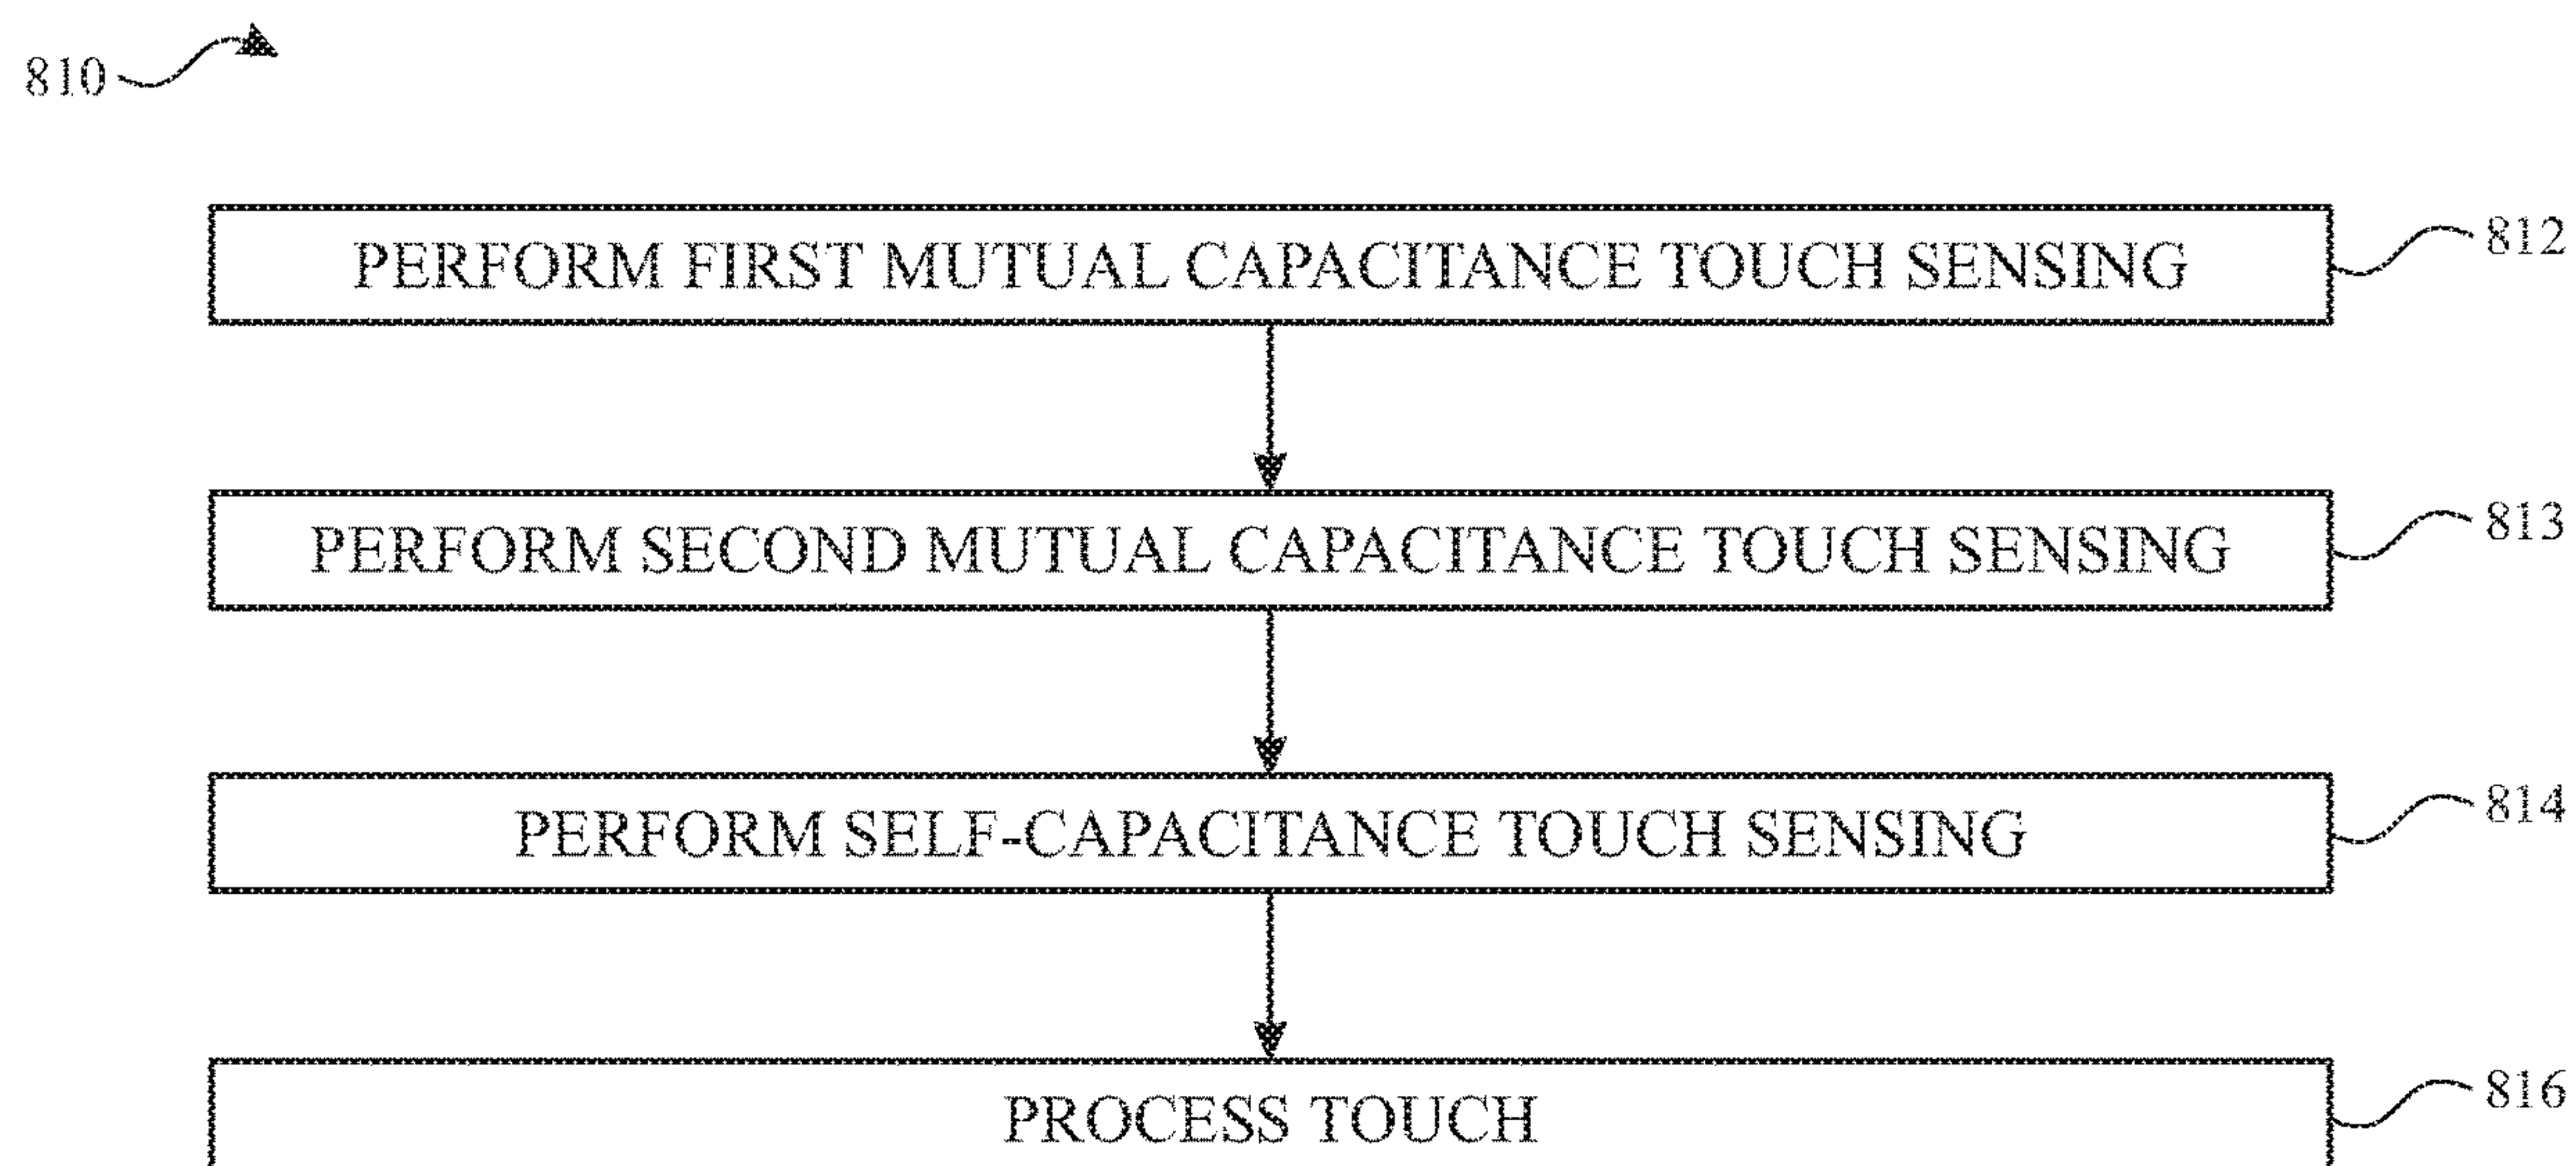 810
PERFORM FIRST MUTUAL CAPACITANCE TOUCH SENSING
812
PERFORM SECOND MUTUAL CAPACITANCE TOUCH SENSING
813
PERFORM SELF-CAPACITANCE TOUCH SENSING
814
PROCESS TOUCH
816